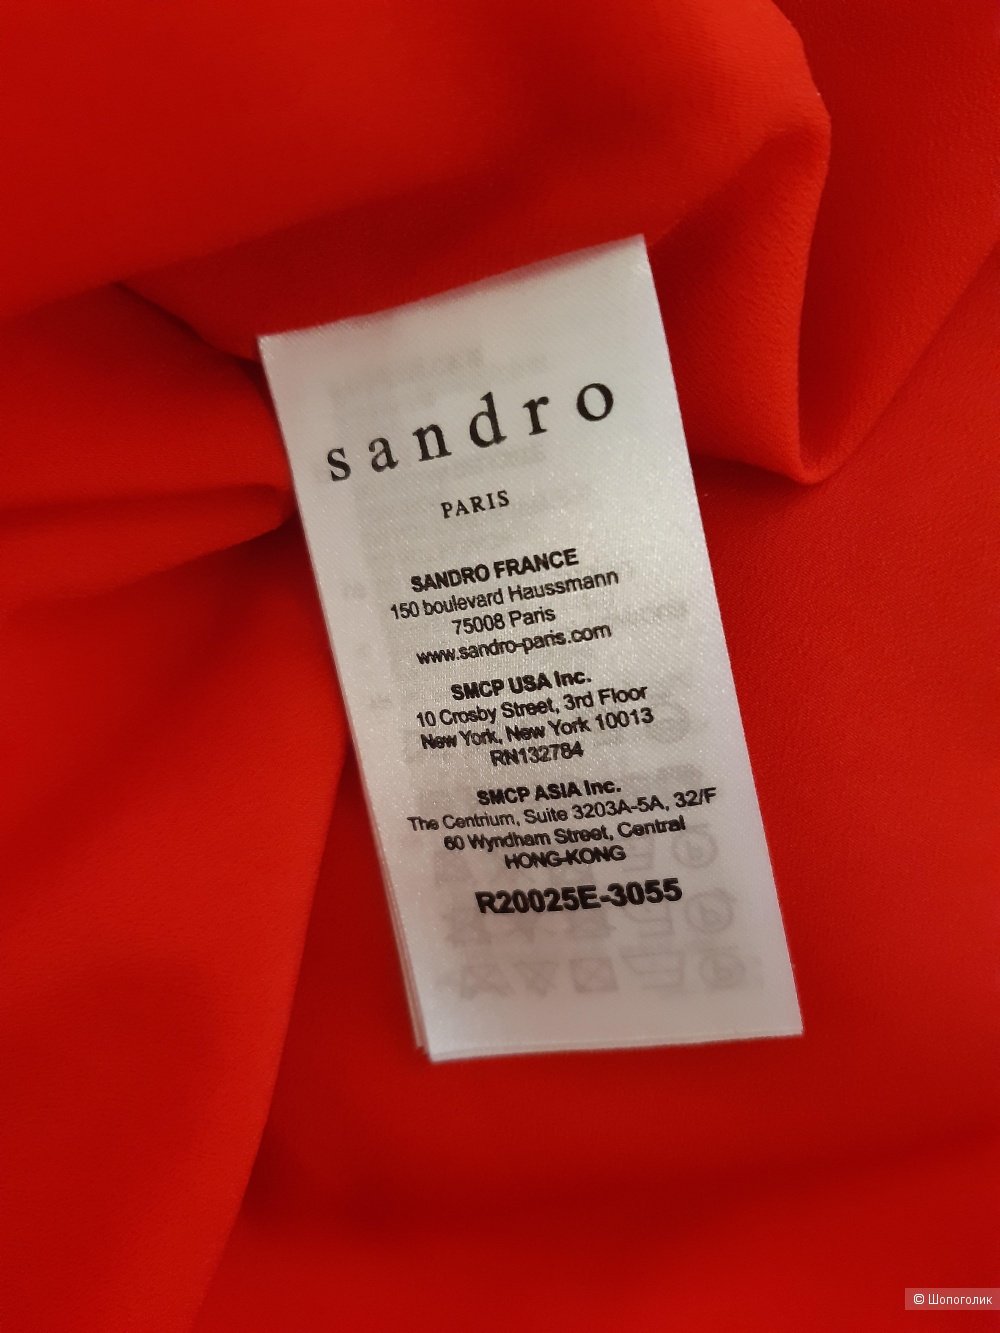 sandro
PARIS
SANDRO FRANCE
150 boulevard Haussmann
75008 Paris
www.sandro-paris.com
SMCP USA Inc.
10 Crosby Street, 3rd Floor
New York, New York 10013
RN132784
SMCP ASIA Inc.
The Centrium, Suite 3203A-5A, 32/F
60 Wyndham Street, Central
HONG-KONG
R20025E-3055
© Шопоголик